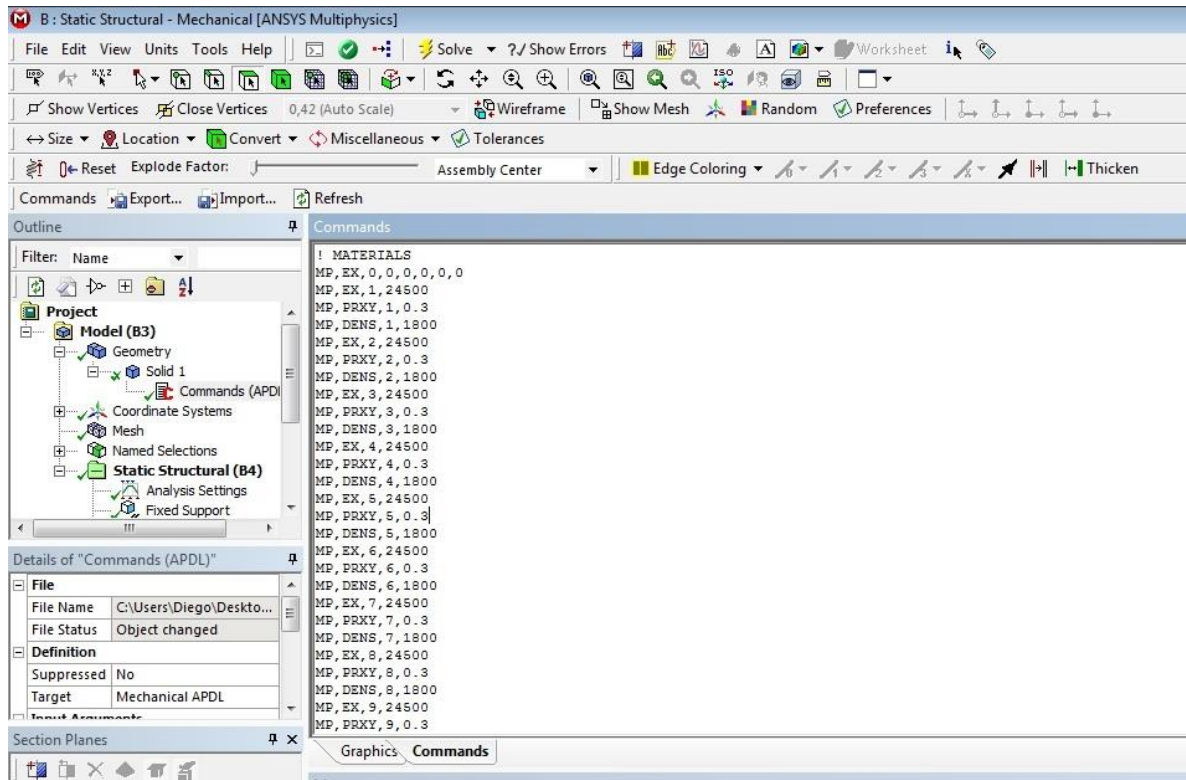 B : Static Structural - Mechanical [ANSYS Multiphysics]
File Edit View Units Tools Help Solve ?/ Show Errors Worksheet
Show Vertices Close Vertices 0,42 (Auto Scale) Wireframe Show Mesh Random Preferences
Size Location Convert Miscellaneous Tolerances
Reset Explode Factor: Assembly Center Edge Coloring Thicken
Commands Export... Import... Refresh
Outline
Filter: Name
Project
Model (B3)
Geometry
Solid 1
Commands (APDL
Coordinate Systems
Mesh
Named Selections
Static Structural (B4)
Analysis Settings
Fixed Support
Details of "Commands (APDL)"
File
File Name C:\Users\Diego\Deskto...
File Status Object changed
Definition
Suppressed No
Target Mechanical APDL
Input Arguments
Section Planes
Commands
! MATERIALS
MP,EX,0,0,0,0,0,0
MP,EX,1,24500
MP,PRXY,1,0.3
MP,DENS,1,1800
MP,EX,2,24500
MP,PRXY,2,0.3
MP,DENS,2,1800
MP,EX,3,24500
MP,PRXY,3,0.3
MP,DENS,3,1800
MP,EX,4,24500
MP,PRXY,4,0.3
MP,DENS,4,1800
MP,EX,5,24500
MP,PRXY,5,0.3
MP,DENS,5,1800
MP,EX,6,24500
MP,PRXY,6,0.3
MP,DENS,6,1800
MP,EX,7,24500
MP,PRXY,7,0.3
MP,DENS,7,1800
MP,EX,8,24500
MP,PRXY,8,0.3
MP,DENS,8,1800
MP,EX,9,24500
MP,PRXY,9,0.3
Graphics Commands